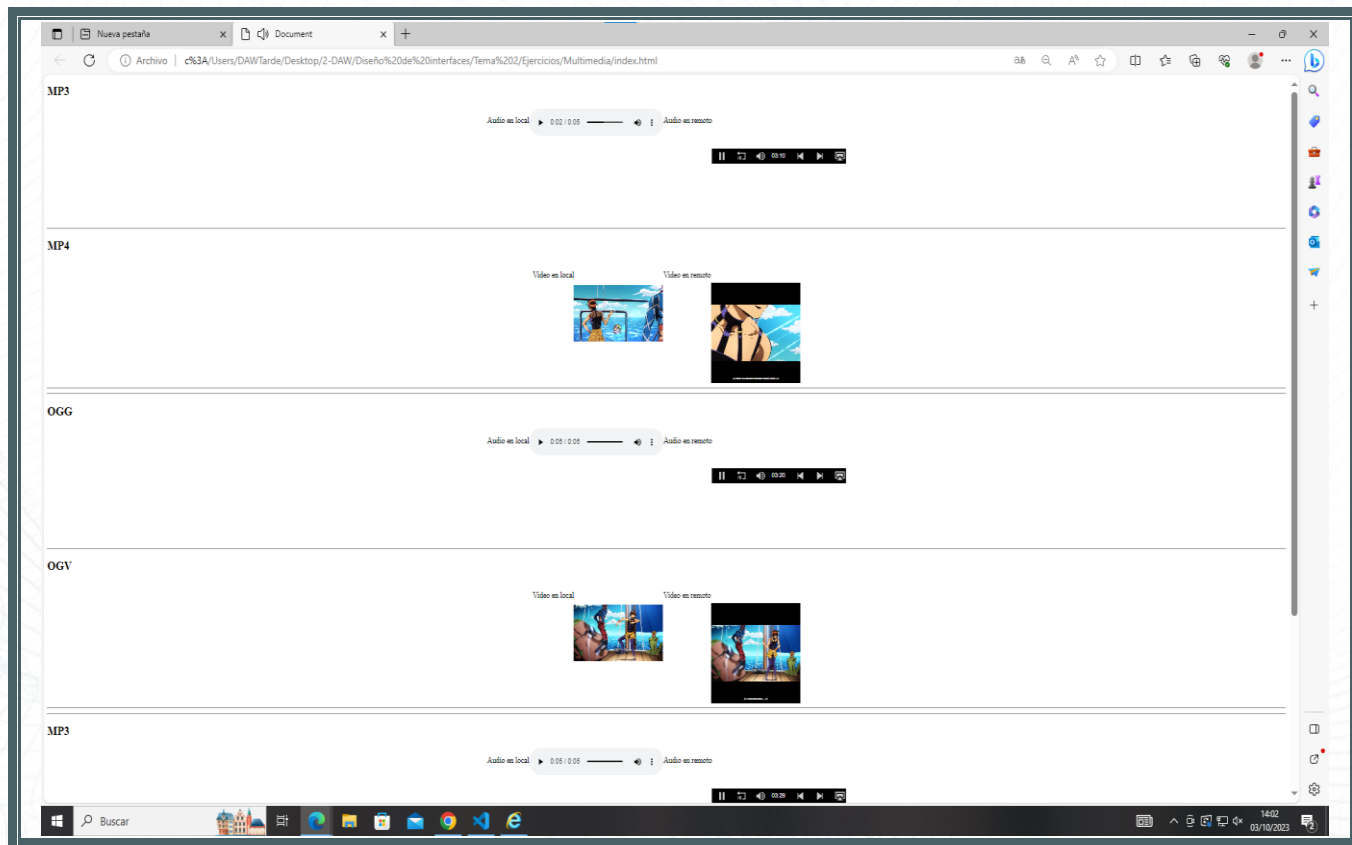 Nueva pestaña Document
Archivo c%3A/Users/DAWTarde/Desktop/2-DAW/Diseño%20de%20interfaces/Tema%202/Ejercicios/Multimedia/index.html
MP3
Audio en local 0:02 / 0:05 Audio en remoto
03:10
MP4
Video en local Video en remoto
OGG
Audio en local 0:05 / 0:05 Audio en remoto
03:20
OGV
Video en local Video en remoto
MP3
Audio en local 0:05 / 0:05 Audio en remoto
03:29
Buscar
14:02
03/10/2023